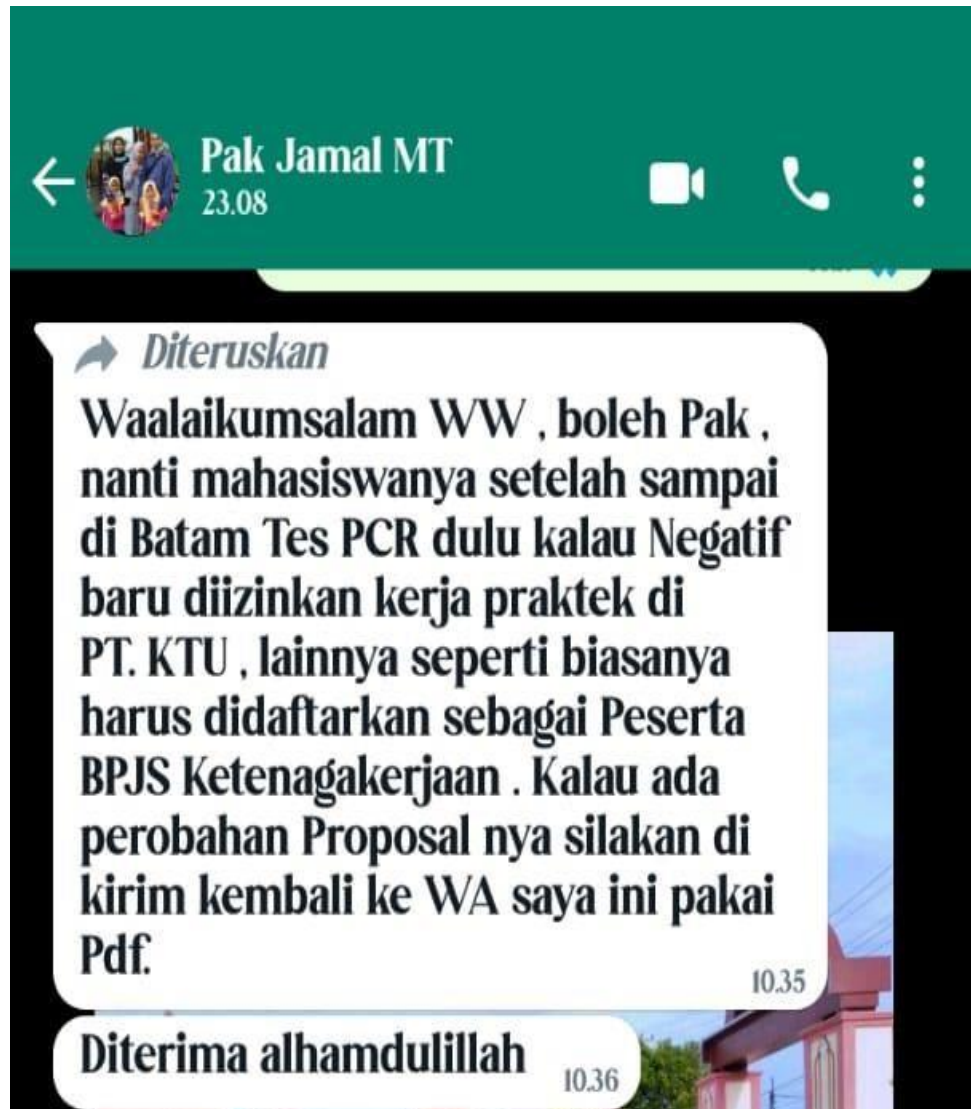 Pak Jamal MT
23.08
Diteruskan
Waalaikumsalam WW , boleh Pak ,
nanti mahasiswanya setelah sampai
di Batam Tes PCR dulu kalau Negatif
baru diizinkan kerja praktek di
PT. KTU , lainnya seperti biasanya
harus didaftarkan sebagai Peserta
BPJS Ketenagakerjaan . Kalau ada
perobahan Proposal nya silakan di
kirim kembali ke WA saya ini pakai
Pdf.
10.35
Diterima alhamdulillah
10.36